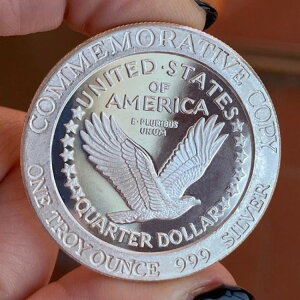 COMMEMORATIVE COPY
UNITED·STATES
OF
AMERICA
E·PLURIBUS
UNUM
QUARTER DOLLAR
ONE TROY OUNCE 999 SILVER